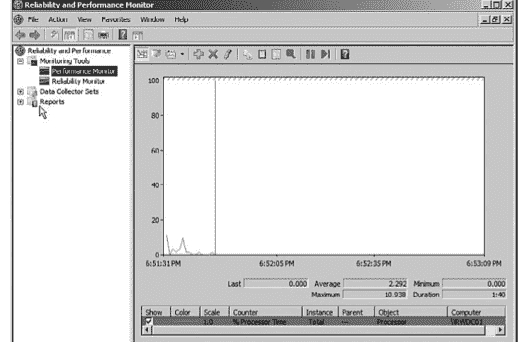 Reliability and Performance Monitor
File Action View Favorites Window Help
Reliability and Performance
Monitoring Tools
Performance Monitor
Reliability Monitor
Data Collector Sets
Reports
100
80
60
40
20
0
6:51:31 PM 6:52:05 PM 6:52:35 PM 6:53:09 PM
Last 0.000 Average 2.292 Minimum 0.000
Maximum 10.938 Duration 1:40
Show Color Scale Counter Instance Parent Object Computer
1.0 % Processor Time _Total --- Processor